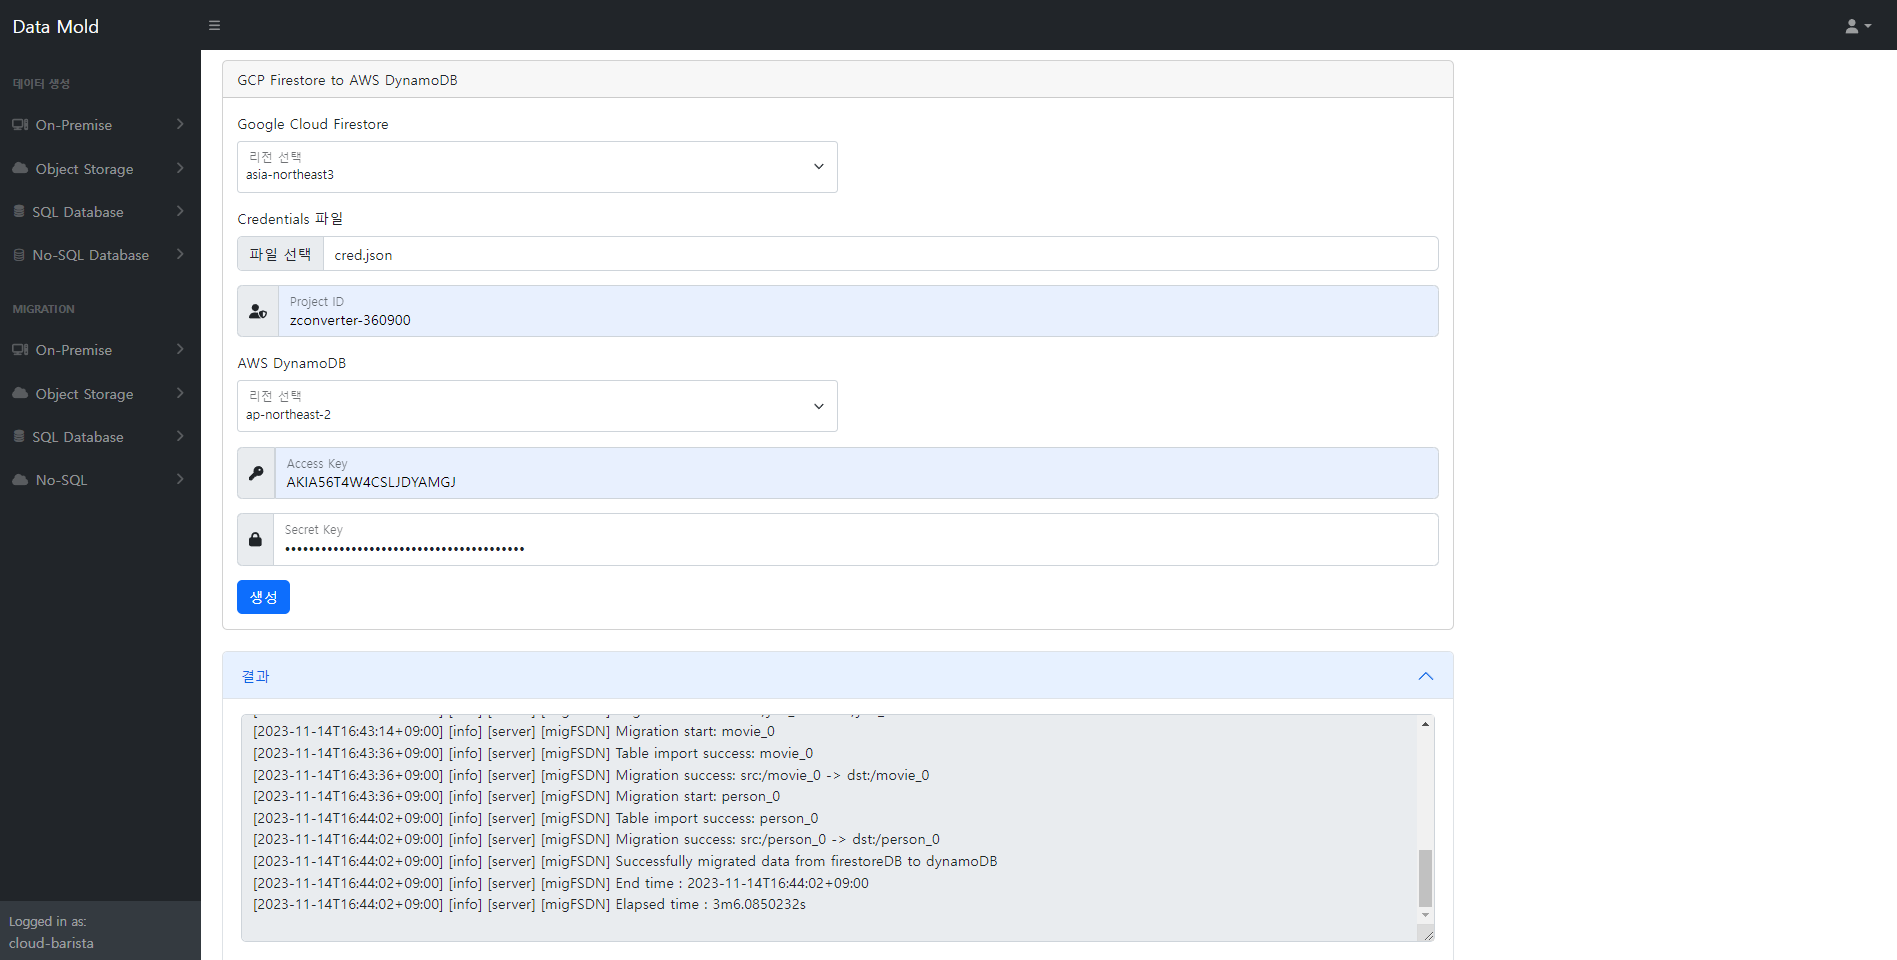 Data Mold
데이터 생성
On-Premise
Object Storage
SQL Database
No-SQL Database
MIGRATION
On-Premise
Object Storage
SQL Database
No-SQL
Logged in as:
cloud-barista
GCP Firestore to AWS DynamoDB
Google Cloud Firestore
리전 선택
asia-northeast3
Credentials 파일
파일 선택 cred.json
Project ID
zconverter-360900
AWS DynamoDB
리전 선택
ap-northeast-2
Access Key
AKIA56T4W4CSLJDYAMGJ
Secret Key
••••••••••••••••••••••••••••••••••••••••
생성
결과
[2023-11-14T16:43:14+09:00] [info] [server] [migFSDN] Migration start: movie_0
[2023-11-14T16:43:36+09:00] [info] [server] [migFSDN] Table import success: movie_0
[2023-11-14T16:43:36+09:00] [info] [server] [migFSDN] Migration success: src:/movie_0 -> dst:/movie_0
[2023-11-14T16:43:36+09:00] [info] [server] [migFSDN] Migration start: person_0
[2023-11-14T16:44:02+09:00] [info] [server] [migFSDN] Table import success: person_0
[2023-11-14T16:44:02+09:00] [info] [server] [migFSDN] Migration success: src:/person_0 -> dst:/person_0
[2023-11-14T16:44:02+09:00] [info] [server] [migFSDN] Successfully migrated data from firestoreDB to dynamoDB
[2023-11-14T16:44:02+09:00] [info] [server] [migFSDN] End time : 2023-11-14T16:44:02+09:00
[2023-11-14T16:44:02+09:00] [info] [server] [migFSDN] Elapsed time : 3m6.0850232s